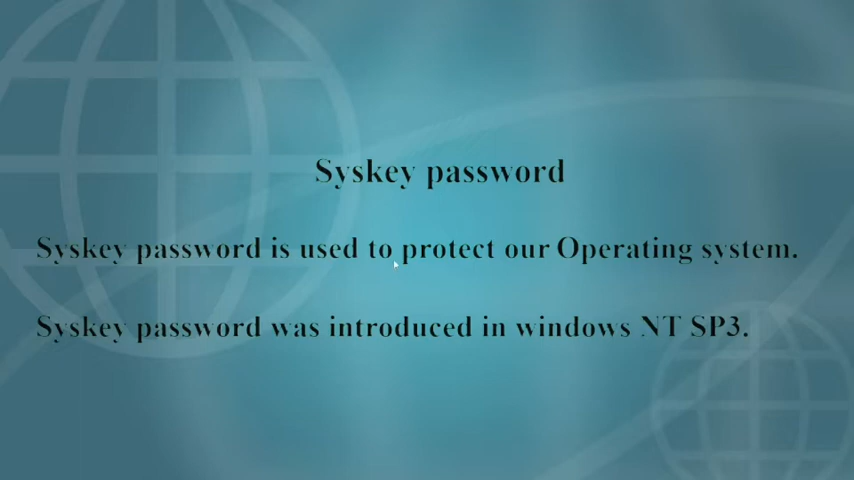 Syskey password
Syskey password is used to protect our Operating system.
Syskey password was introduced in windows NT SP3.